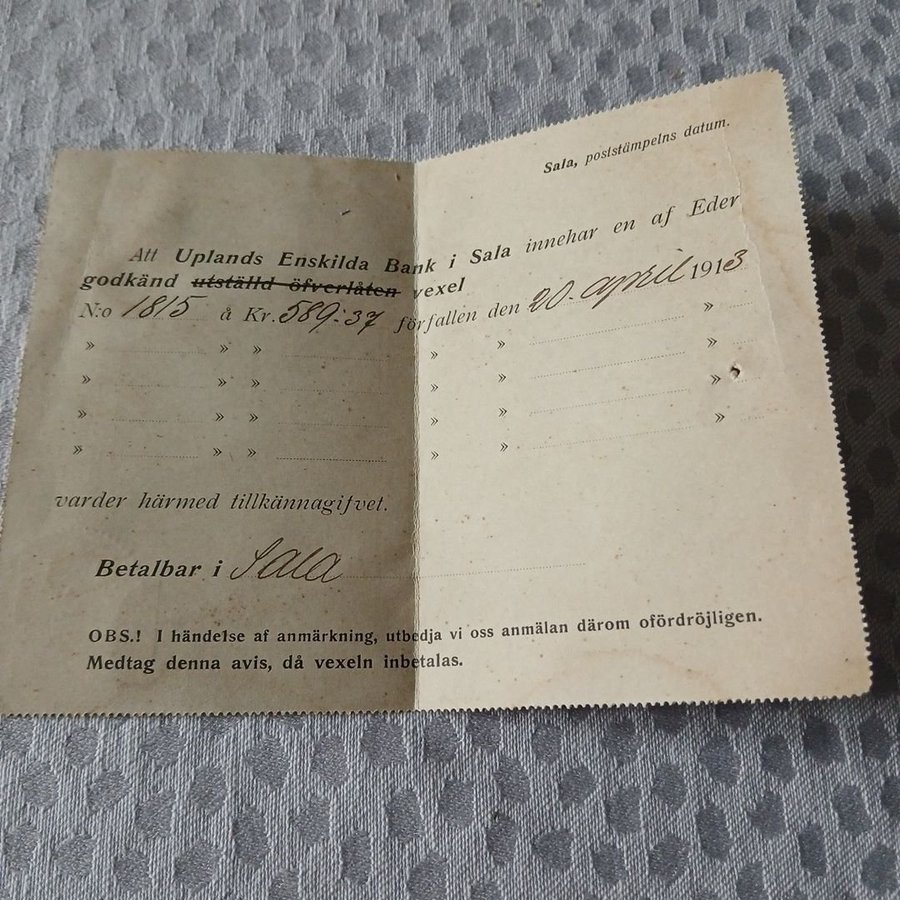 Sala, poststämpelns datum.
Att Uplands Enskilda Bank i Sala innehar en af Eder
godkänd utställd öfverlåten vexel
N:o 1815 å Kr. 589:37 förfallen den 20. april 1913
» » » » » »
» » » » » »
» » » » » »
» » » » » »
varder härmed tillkännagifvet.
Betalbar i Sala
OBS.! I händelse af anmärkning, utbedja vi oss anmälan därom ofördröjligen.
Medtag denna avis, då vexeln inbetalas.